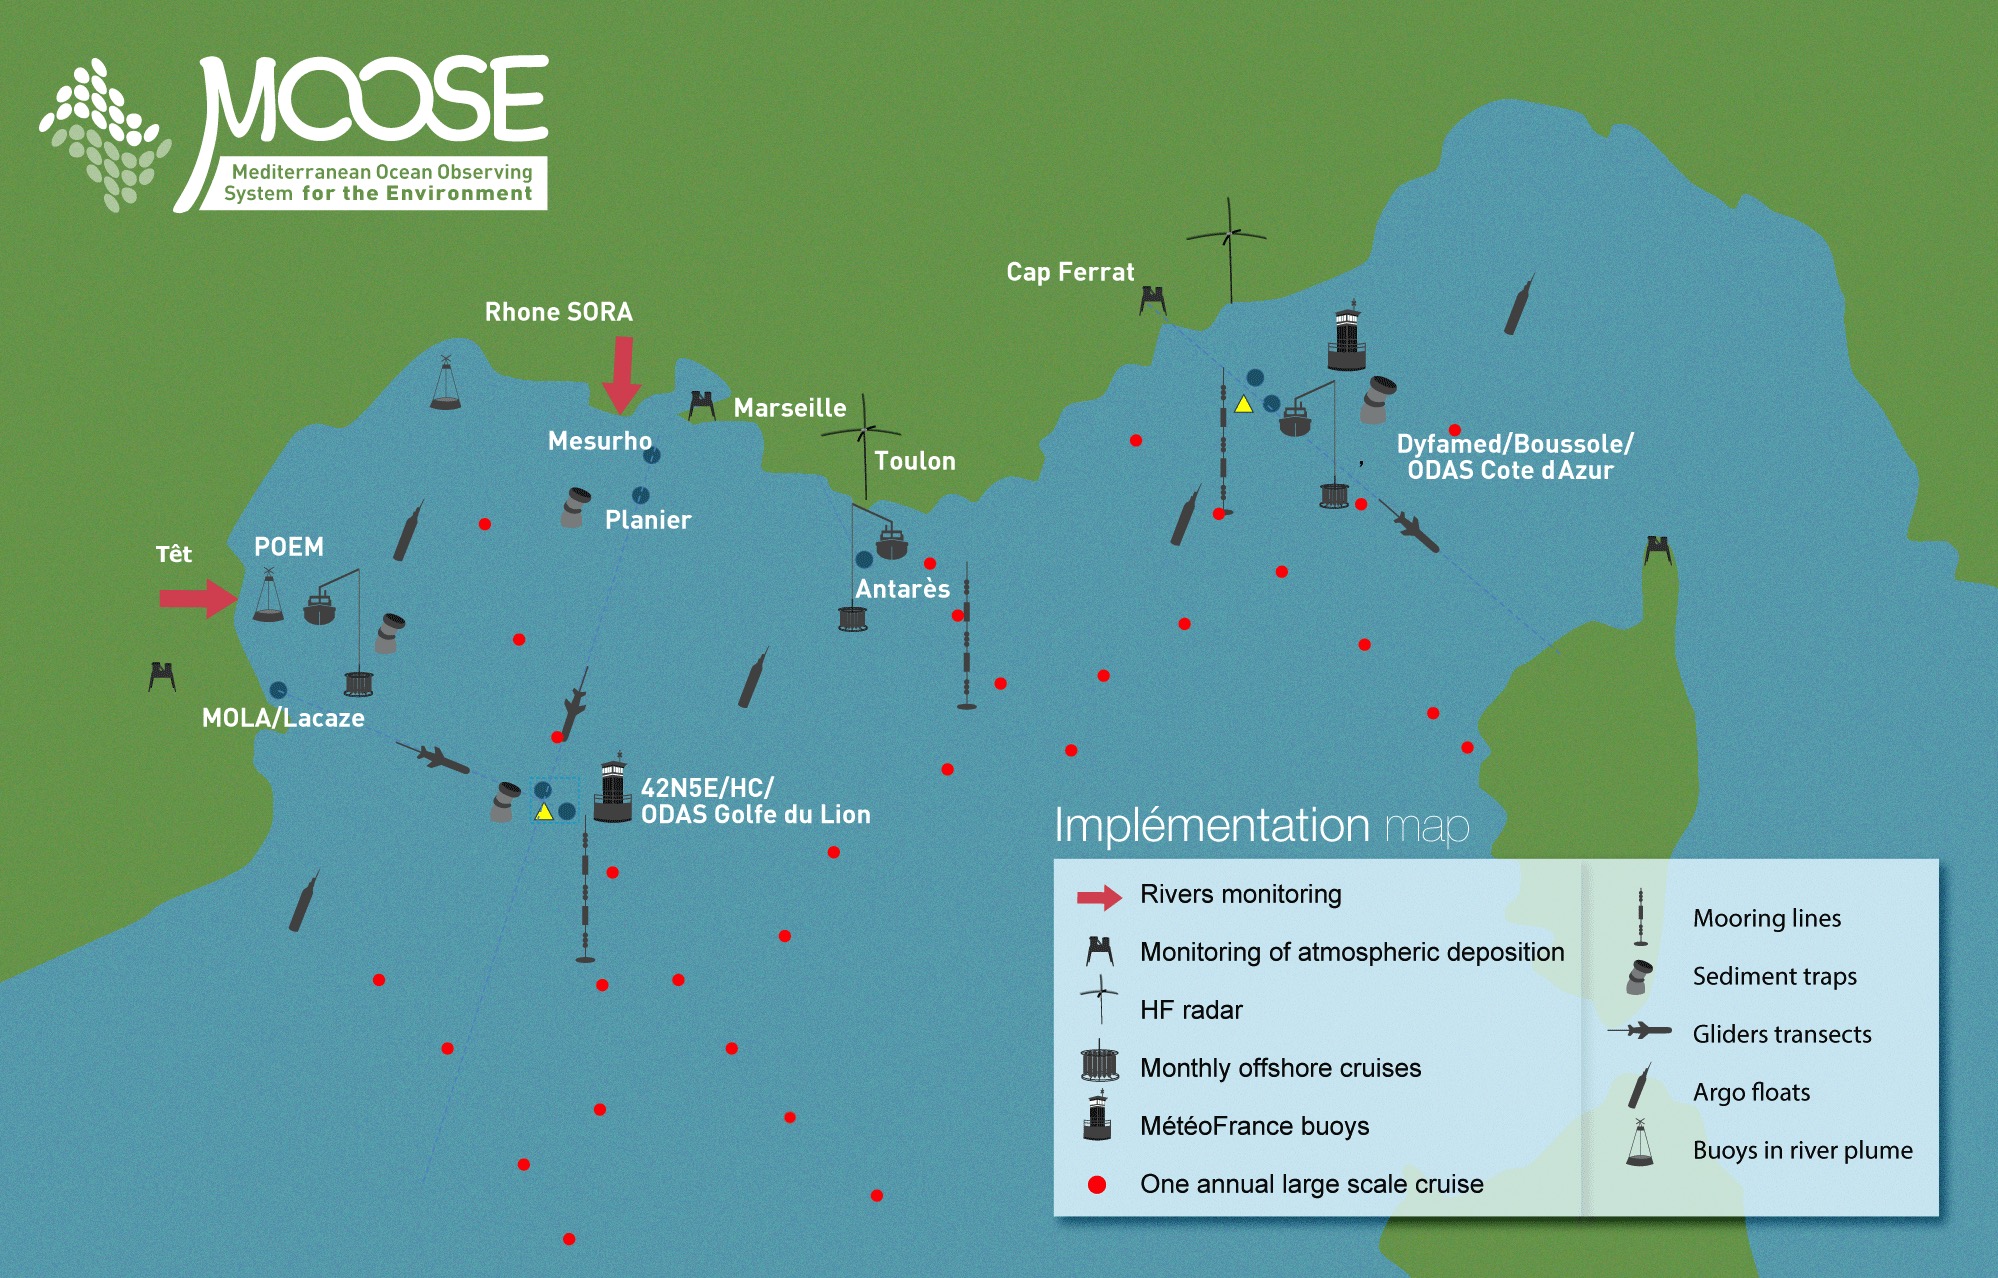 MOOSE
Mediterranean Ocean Observing
System for the Environment
Cap Ferrat
Rhone SORA
Marseille
Mesurho
Toulon
Dyfamed/Boussole/
ODAS Cote dAzur
,
Planier
POEM
Têt
Antarès
MOLA/Lacaze
42N5E/HC/
ODAS Golfe du Lion
Implémentation map
Rivers monitoring
Monitoring of atmospheric deposition
HF radar
Monthly offshore cruises
MétéoFrance buoys
One annual large scale cruise
Mooring lines
Sediment traps
Gliders transects
Argo floats
Buoys in river plume